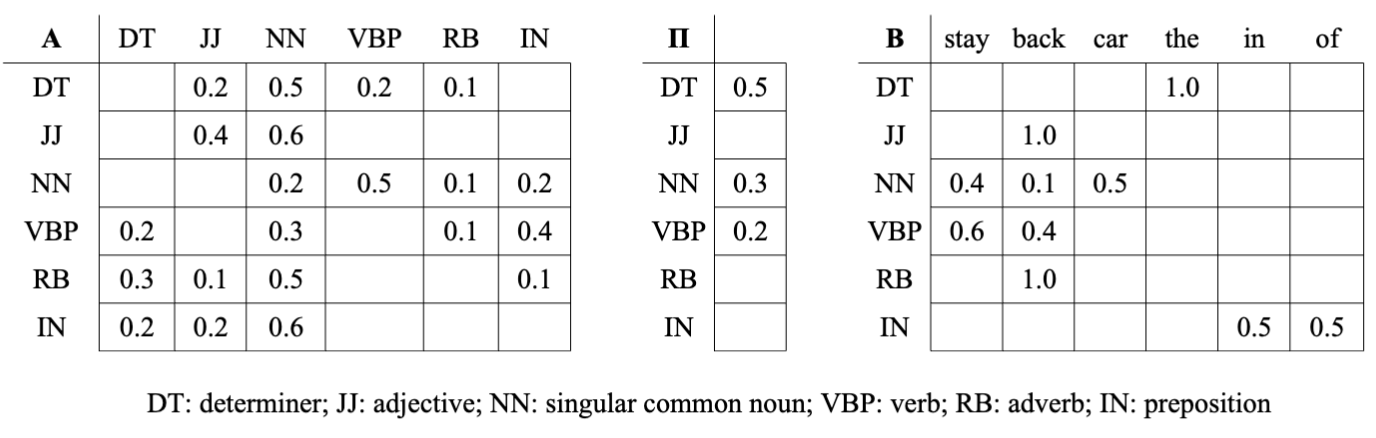 A DT JJ NN VBP RB IN Π B stay back car the in of
DT 0.2 0.5 0.2 0.1 DT 0.5 DT 1.0
JJ 0.4 0.6 JJ JJ 1.0
NN 0.2 0.5 0.1 0.2 NN 0.3 NN 0.4 0.1 0.5
VBP 0.2 0.3 0.1 0.4 VBP 0.2 VBP 0.6 0.4
RB 0.3 0.1 0.5 0.1 RB RB 1.0
IN 0.2 0.2 0.6 IN IN 0.5 0.5
DT: determiner; JJ: adjective; NN: singular common noun; VBP: verb; RB: adverb; IN: preposition